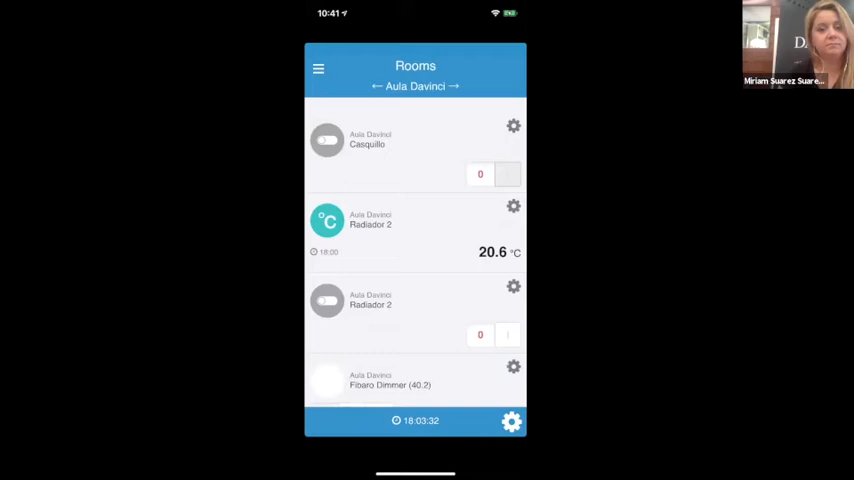 10:41
Rooms
← Aula Davinci →
Aula Davinci
Casquillo
0
Aula Davinci
°C
Radiador 2
18:00
20.6 °C
Aula Davinci
Radiador 2
0 I
Aula Davinci
Fibaro Dimmer (40.2)
18:03:32
D
Miriam Suarez Suare...